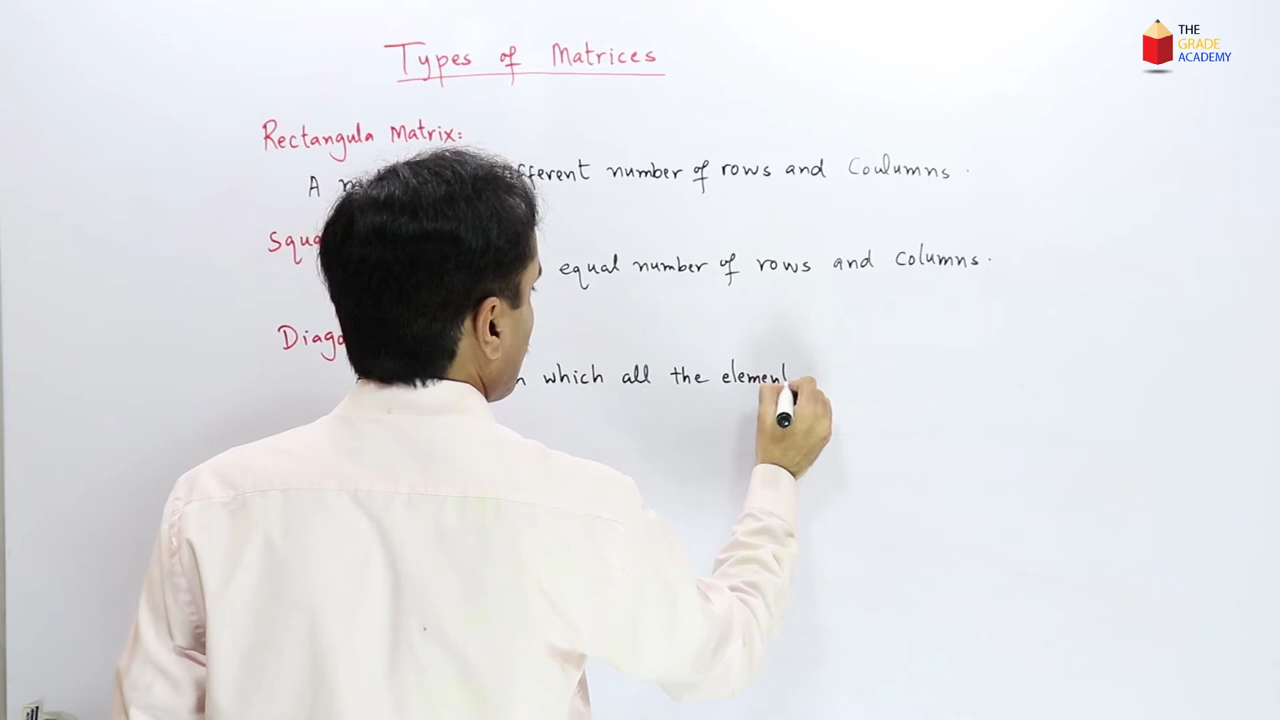 THE
GRADE
ACADEMY
Types of Matrices
Rectangula Matrix:
A fferent number of rows and Coulumns.
Squa
equal number of rows and columns.
Diago
which all the element